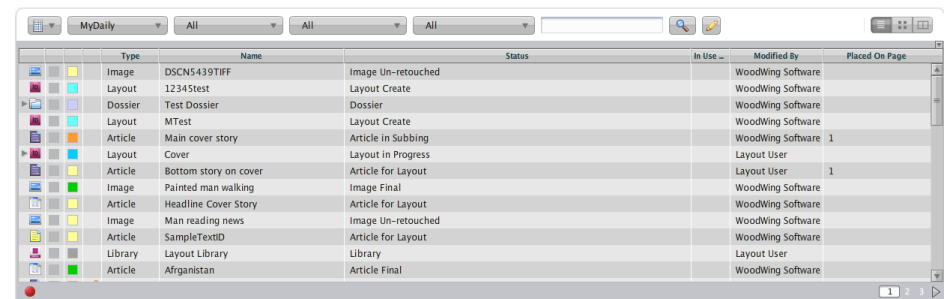 MyDaily All All All
Type Name Status In Use ... Modified By Placed On Page
Image DSCN5439TIFF Image Un-retouched WoodWing Software
Layout 12345test Layout Create WoodWing Software
Dossier Test Dossier Dossier WoodWing Software
Layout MTest Layout Create WoodWing Software
Article Main cover story Article in Subbing WoodWing Software 1
Layout Cover Layout in Progress Layout User
Article Bottom story on cover Article for Layout Layout User 1
Image Painted man walking Image Final WoodWing Software
Article Headline Cover Story Article for Layout WoodWing Software
Image Man reading news Image Un-retouched WoodWing Software
Article SampleTextID Article for Layout WoodWing Software
Library Layout Library Library Layout User
Article Afrganistan Article Final WoodWing Software
1 2 3